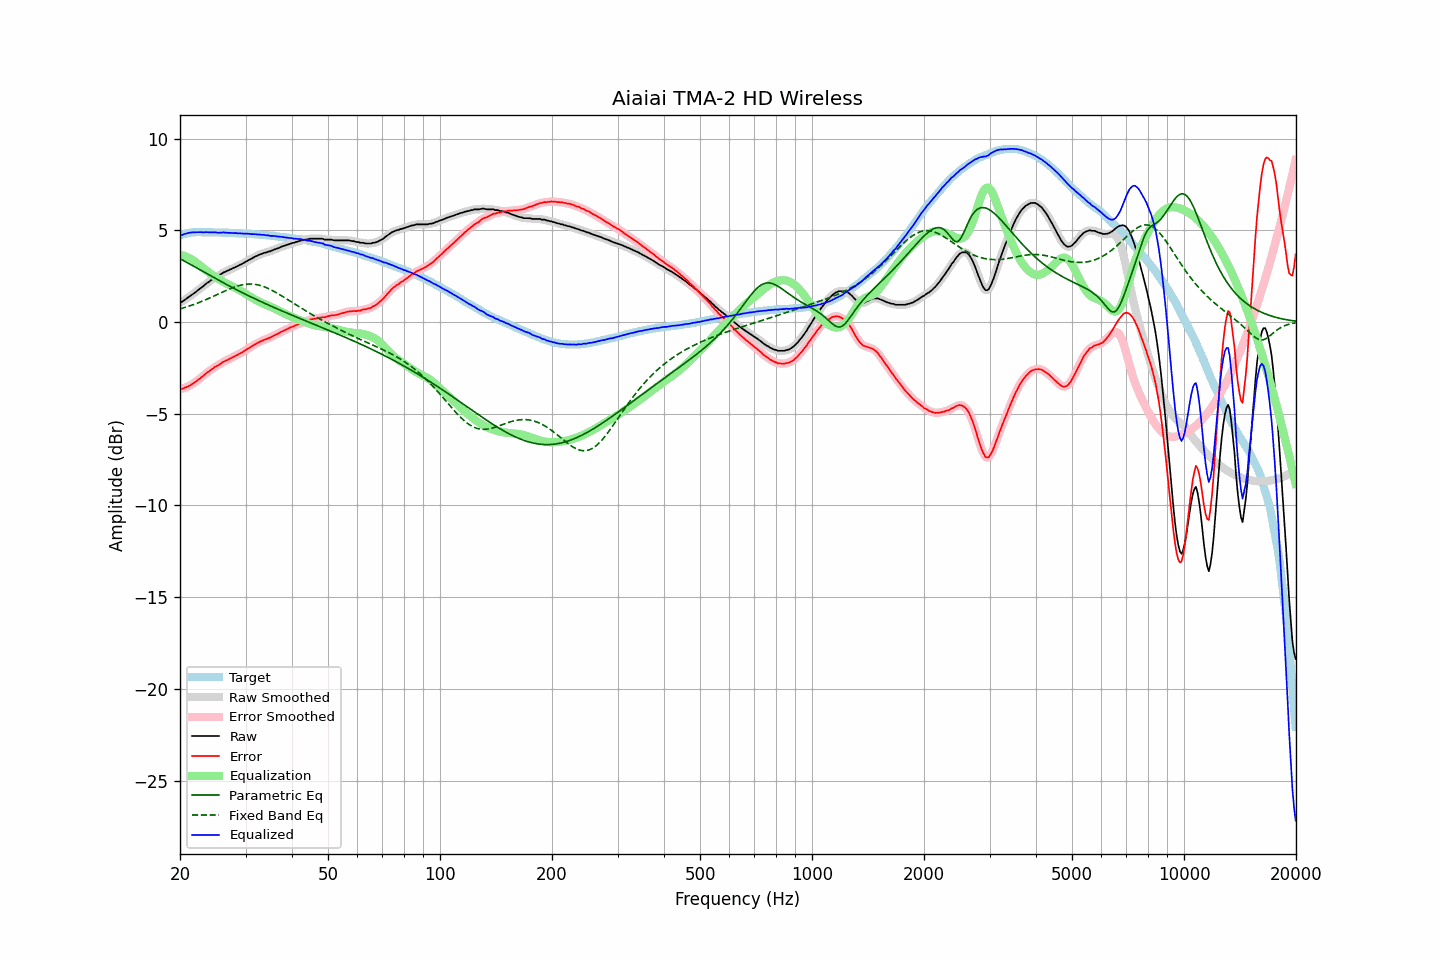 Aiaiai TMA-2 HD Wireless
Amplitude (dBr)
10
5
0
−5
−10
−15
−20
−25
Target
Raw Smoothed
Error Smoothed
Raw
Error
Equalization
Parametric Eq
Fixed Band Eq
Equalized
20 50 100 200 500 1000 2000 5000 10000 20000
Frequency (Hz)